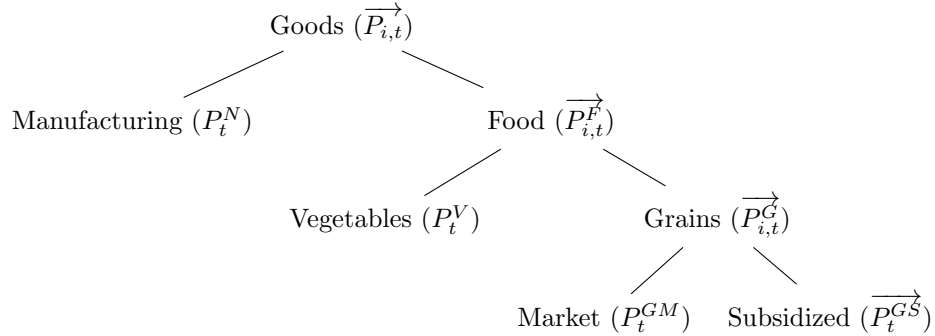 Goods ($\overrightarrow{P_{i,t}}$)
Manufacturing ($P_t^N$) Food ($\overrightarrow{P_{i,t}^F}$)
Vegetables ($P_t^V$) Grains ($\overrightarrow{P_{i,t}^G}$)
Market ($P_t^{GM}$) Subsidized ($\overrightarrow{P_t^{GS}}$)